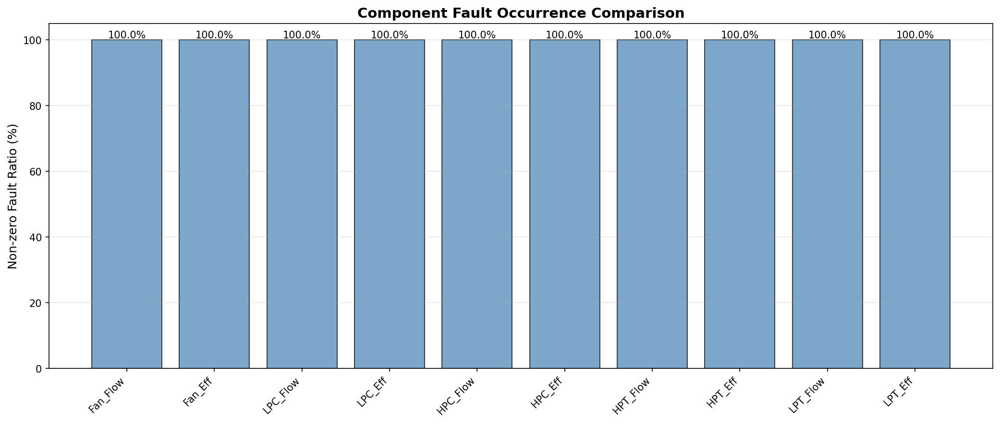 Component Fault Occurrence Comparison
Non-zero Fault Ratio (%)
100
80
60
40
20
0
100.0% 100.0% 100.0% 100.0% 100.0% 100.0% 100.0% 100.0% 100.0% 100.0%
Fan_Flow Fan_Eff LPC_Flow LPC_Eff HPC_Flow HPC_Eff HPT_Flow HPT_Eff LPT_Flow LPT_Eff